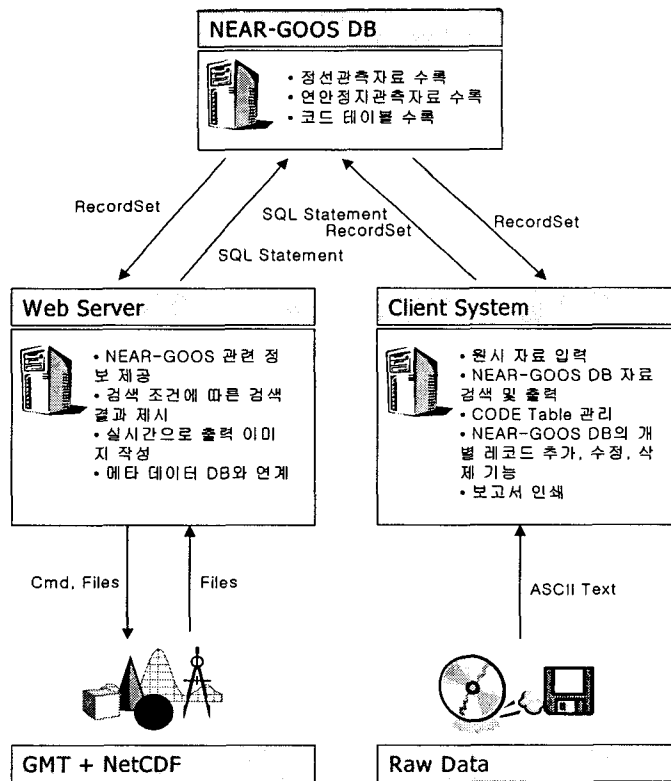 NEAR-GOOS DB
• 정선관측자료 수록
• 연안정지관측자료 수록
• 코드 테이블 수록
RecordSet
SQL Statement
SQL Statement
RecordSet
RecordSet
Web Server
• NEAR-GOOS 관련 정
보 제공
• 검색 조건에 따른 검색
결과 제시
• 실시간으로 출력 이미
지 작성
• 메타 데이터 DB와 연계
Client System
• 원시 자료 입력
• NEAR-GOOS DB 자료
검색 및 출력
• CODE Table 관리
• NEAR-GOOS DB의 개
별 레코드 추가, 수정, 삭
제 기능
• 보고서 인쇄
Cmd, Files
Files
ASCII Text
GMT + NetCDF
Raw Data